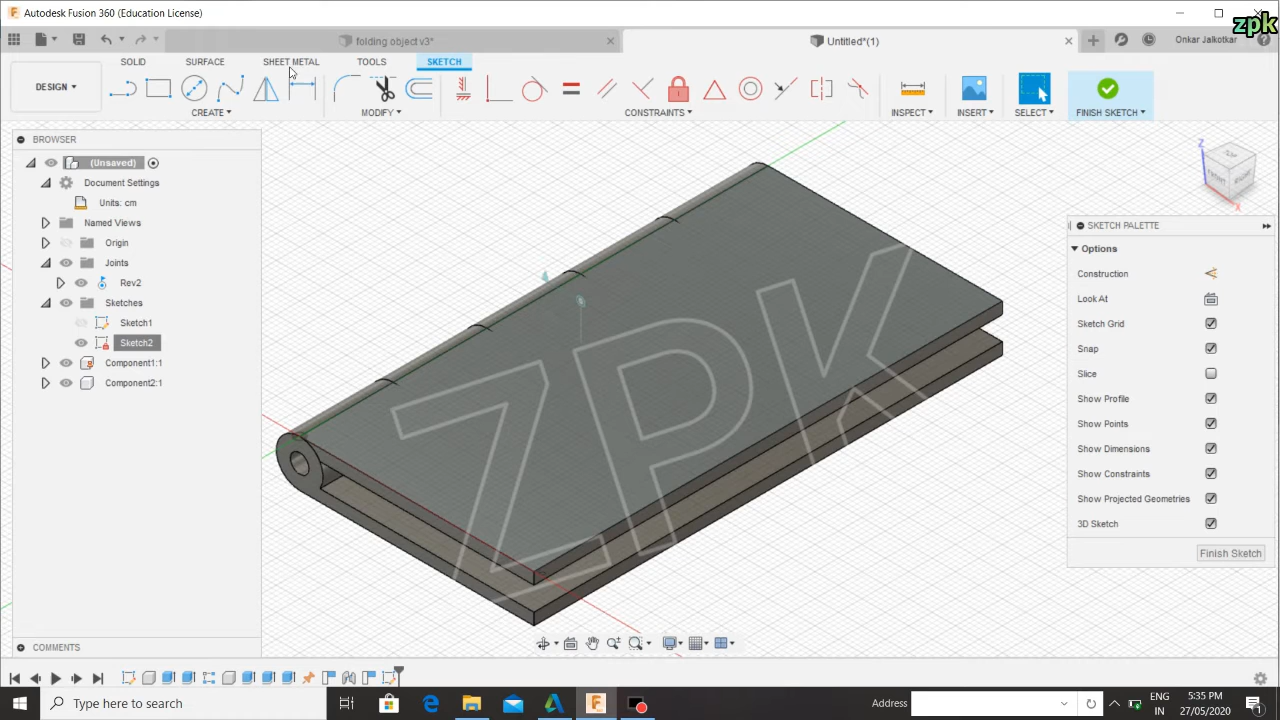 Autodesk Fusion 360 (Education License)
zpk
folding object v3*
Untitled*(1)
Onkar Jalkotkar
DESIGN
SOLID
SURFACE
SHEET METAL
TOOLS
SKETCH
CREATE
MODIFY
CONSTRAINTS
INSPECT
INSERT
SELECT
FINISH SKETCH
BROWSER
(Unsaved)
Document Settings
Units: cm
Named Views
Origin
Joints
Rev2
Sketches
Sketch1
Sketch2
Component1:1
Component2:1
ZPK
Z
X
FRONT
SKETCH PALETTE
Options
Construction
Look At
Sketch Grid
Snap
Slice
Show Profile
Show Points
Show Dimensions
Show Constraints
Show Projected Geometries
3D Sketch
Finish Sketch
COMMENTS
Type here to search
Address
ENG
IN
5:35 PM
27/05/2020
1